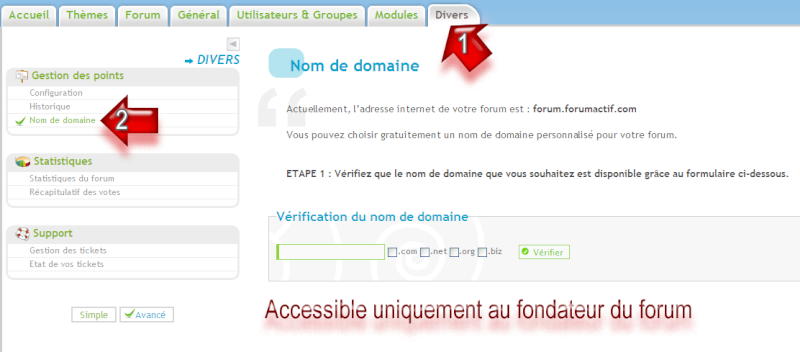 Accueil Thèmes Forum Général Utilisateurs & Groupes Modules Divers
1
DIVERS
Gestion des points
Configuration
Historique
Nom de domaine
2
Statistiques
Statistiques du forum
Récapitulatif des votes
Support
Gestion des tickets
Etat de vos tickets
Simple Avancé
Nom de domaine
Actuellement, l'adresse internet de votre forum est : forum.forumactif.com
Vous pouvez choisir gratuitement un nom de domaine personnalisé pour votre forum.
ETAPE 1 : Vérifiez que le nom de domaine que vous souhaitez est disponible grâce au formulaire ci-dessous.
Vérification du nom de domaine
.com .net .org .biz Vérifier
Accessible uniquement au fondateur du forum